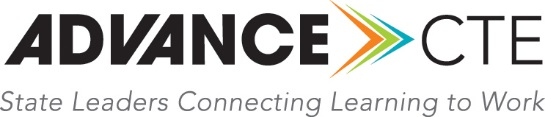 ADVANCE CTE
State Leaders Connecting Learning to Work